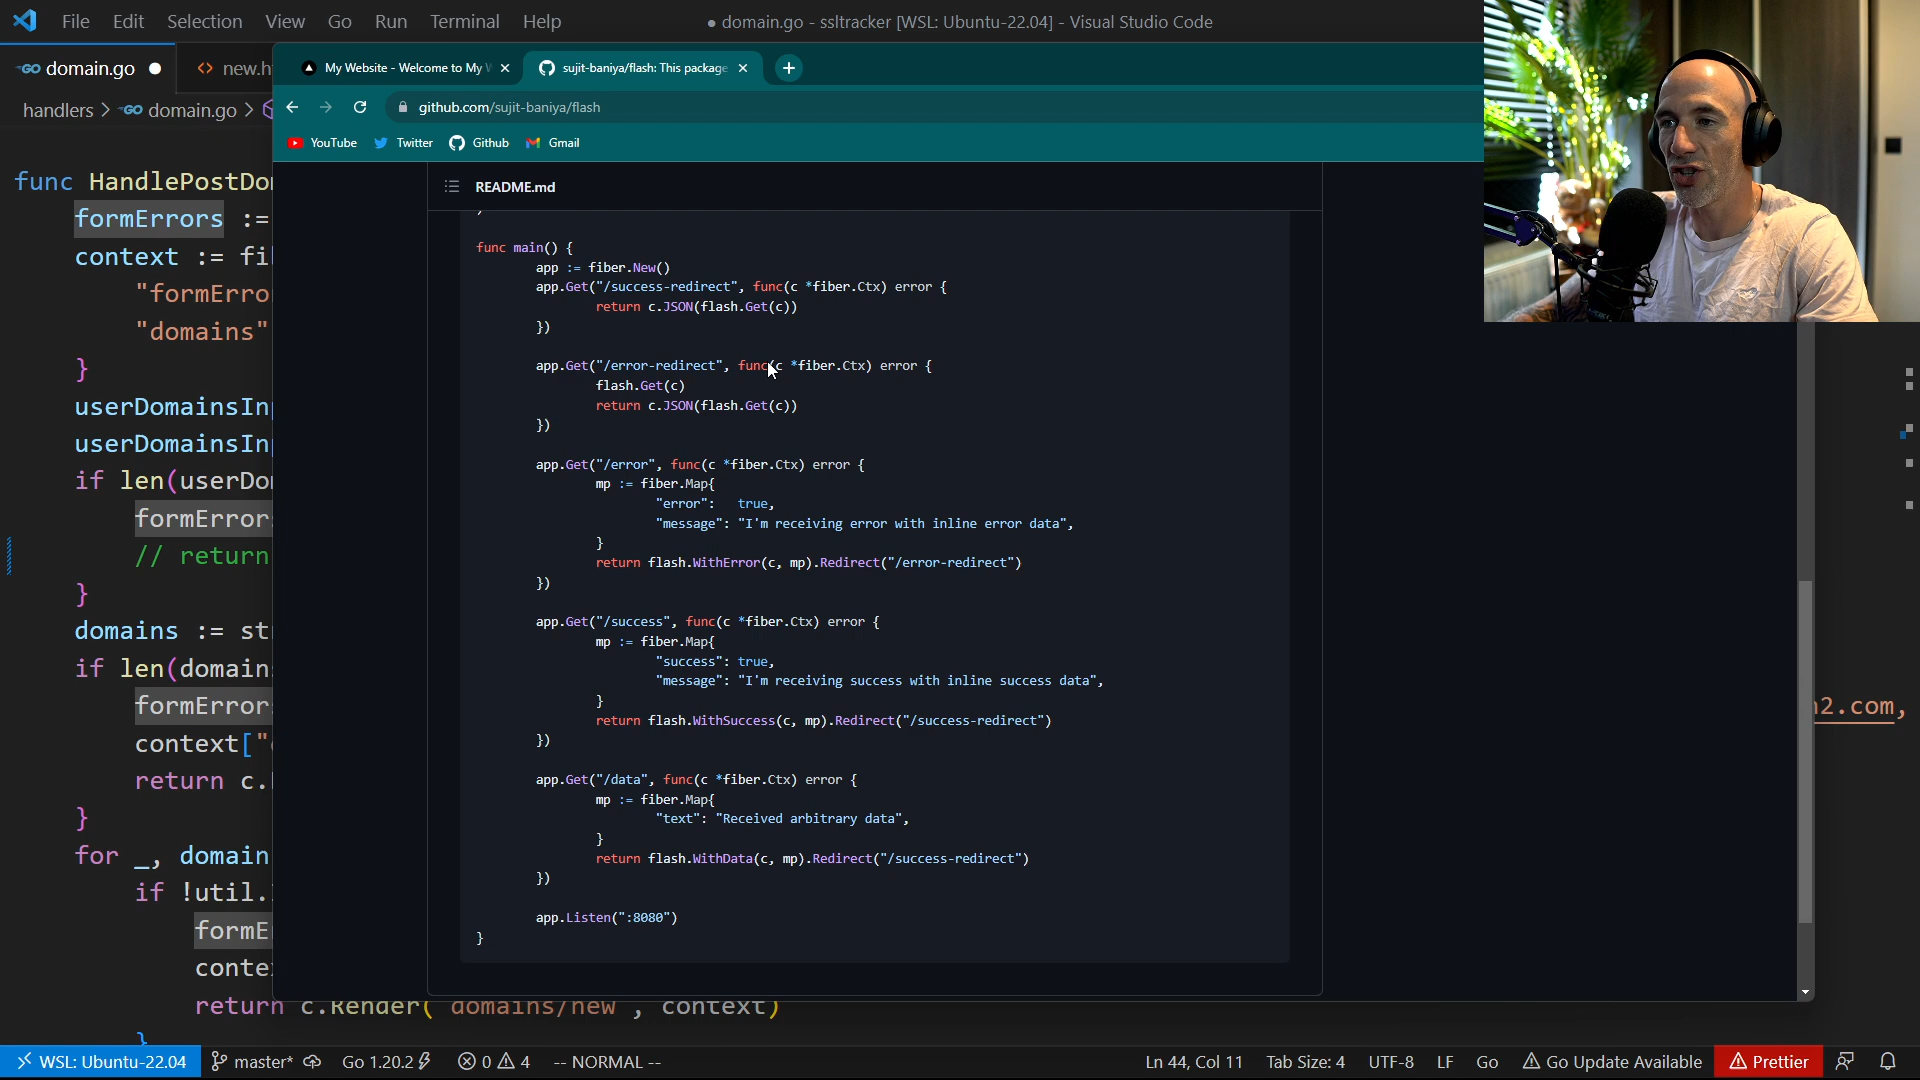 File Edit Selection View Go Run Terminal Help
● domain.go - ssltracker [WSL: Ubuntu-22.04] - Visual Studio Code
domain.go
new.h
My Website - Welcome to My
sujit-baniya/flash: This package
handlers > domain.go >
github.com/sujit-baniya/flash
YouTube Twitter Github Gmail
README.md
func HandlePostDo
formErrors :=
context := fi
"formErro
"domains"
}
userDomainsIn
userDomainsIn
if len(userDo
formErrors
// return
}
domains := st
if len(domain
formError
context["
return c.
}
for _, domain
if !util.
formE
conte
return c.Render("domains/new", context)
}
func main() {
app := fiber.New()
app.Get("/success-redirect", func(c *fiber.Ctx) error {
return c.JSON(flash.Get(c))
})
app.Get("/error-redirect", func(c *fiber.Ctx) error {
flash.Get(c)
return c.JSON(flash.Get(c))
})
app.Get("/error", func(c *fiber.Ctx) error {
mp := fiber.Map{
"error": true,
"message": "I'm receiving error with inline error data",
}
return flash.WithError(c, mp).Redirect("/error-redirect")
})
app.Get("/success", func(c *fiber.Ctx) error {
mp := fiber.Map{
"success": true,
"message": "I'm receiving success with inline success data",
}
return flash.WithSuccess(c, mp).Redirect("/success-redirect")
})
app.Get("/data", func(c *fiber.Ctx) error {
mp := fiber.Map{
"text": "Received arbitrary data",
}
return flash.WithData(c, mp).Redirect("/success-redirect")
})
app.Listen(":8080")
}
n2.com,
WSL: Ubuntu-22.04 master* Go 1.20.2 0 4 -- NORMAL -- Ln 44, Col 11 Tab Size: 4 UTF-8 LF Go Go Update Available Prettier